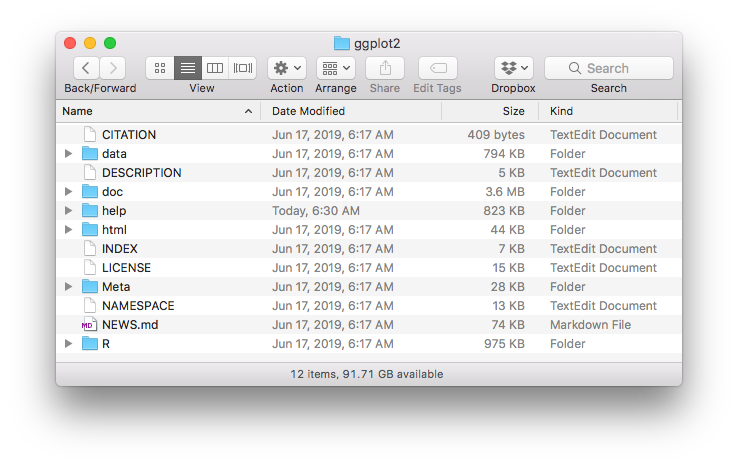 ggplot2
Back/Forward View Action Arrange Share Edit Tags Dropbox Search Search
Name Date Modified Size Kind
CITATION Jun 17, 2019, 6:17 AM 409 bytes TextEdit Document
data Jun 17, 2019, 6:17 AM 794 KB Folder
DESCRIPTION Jun 17, 2019, 6:17 AM 5 KB TextEdit Document
doc Jun 17, 2019, 6:17 AM 3.6 MB Folder
help Today, 6:30 AM 823 KB Folder
html Jun 17, 2019, 6:17 AM 44 KB Folder
INDEX Jun 17, 2019, 6:17 AM 7 KB TextEdit Document
LICENSE Jun 17, 2019, 6:17 AM 15 KB TextEdit Document
Meta Jun 17, 2019, 6:17 AM 28 KB Folder
NAMESPACE Jun 17, 2019, 6:17 AM 13 KB TextEdit Document
MD NEWS.md Jun 17, 2019, 6:17 AM 74 KB Markdown File
R Jun 17, 2019, 6:17 AM 975 KB Folder
12 items, 91.71 GB available